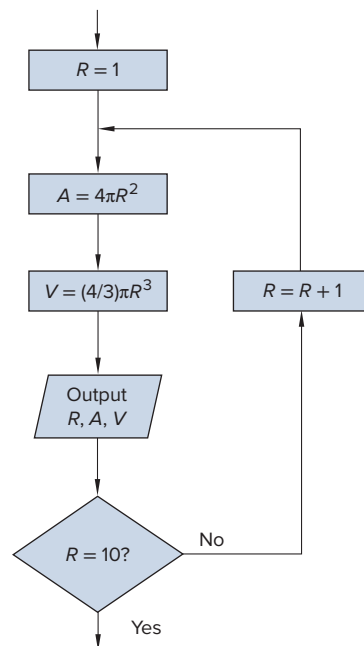 R = 1
A = 4πR²
V = (4/3)πR³
R = R + 1
Output
R, A, V
R = 10?
No
Yes